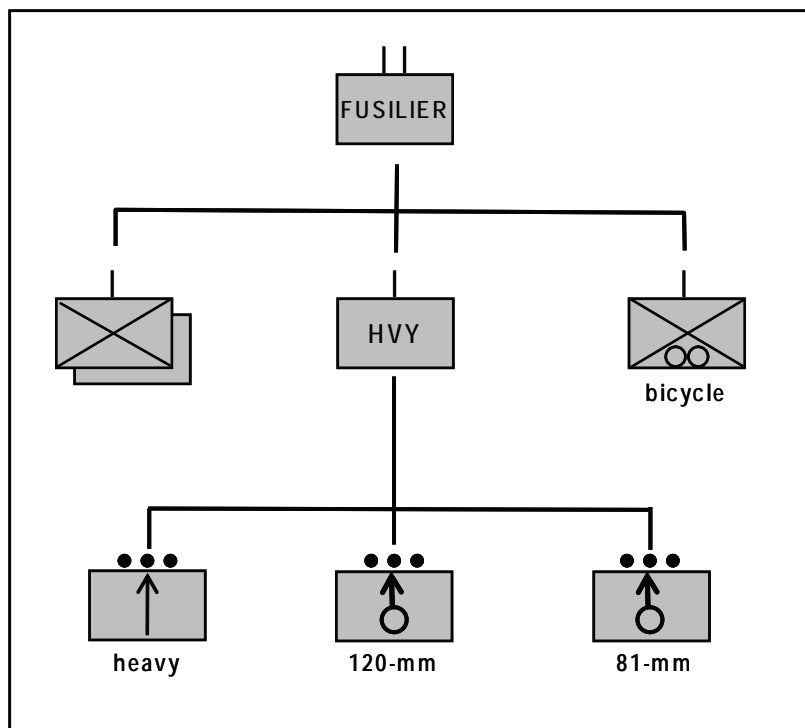 FUSILIER
HVY
bicycle
heavy
120-mm
81-mm